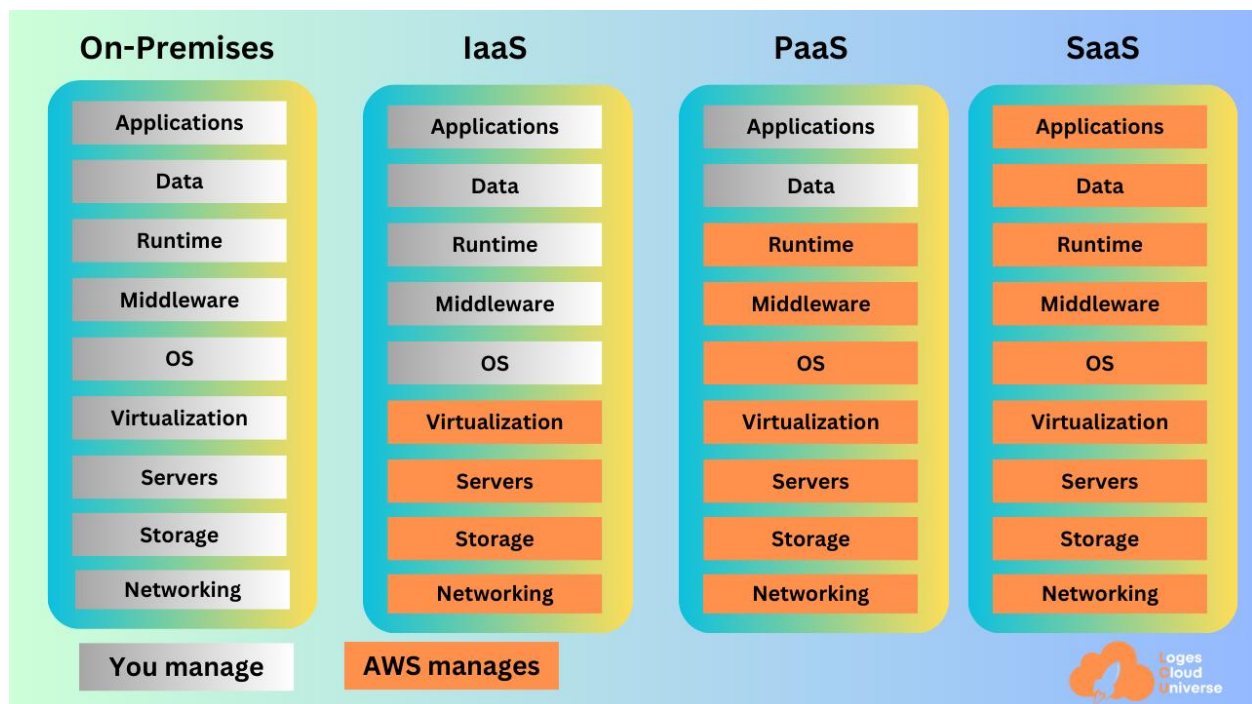 On-Premises
IaaS
PaaS
SaaS
Applications
Applications
Applications
Applications
Data
Data
Data
Data
Runtime
Runtime
Runtime
Runtime
Middleware
Middleware
Middleware
Middleware
OS
OS
OS
OS
Virtualization
Virtualization
Virtualization
Virtualization
Servers
Servers
Servers
Servers
Storage
Storage
Storage
Storage
Networking
Networking
Networking
Networking
You manage
AWS manages
Loges
Cloud
Universe